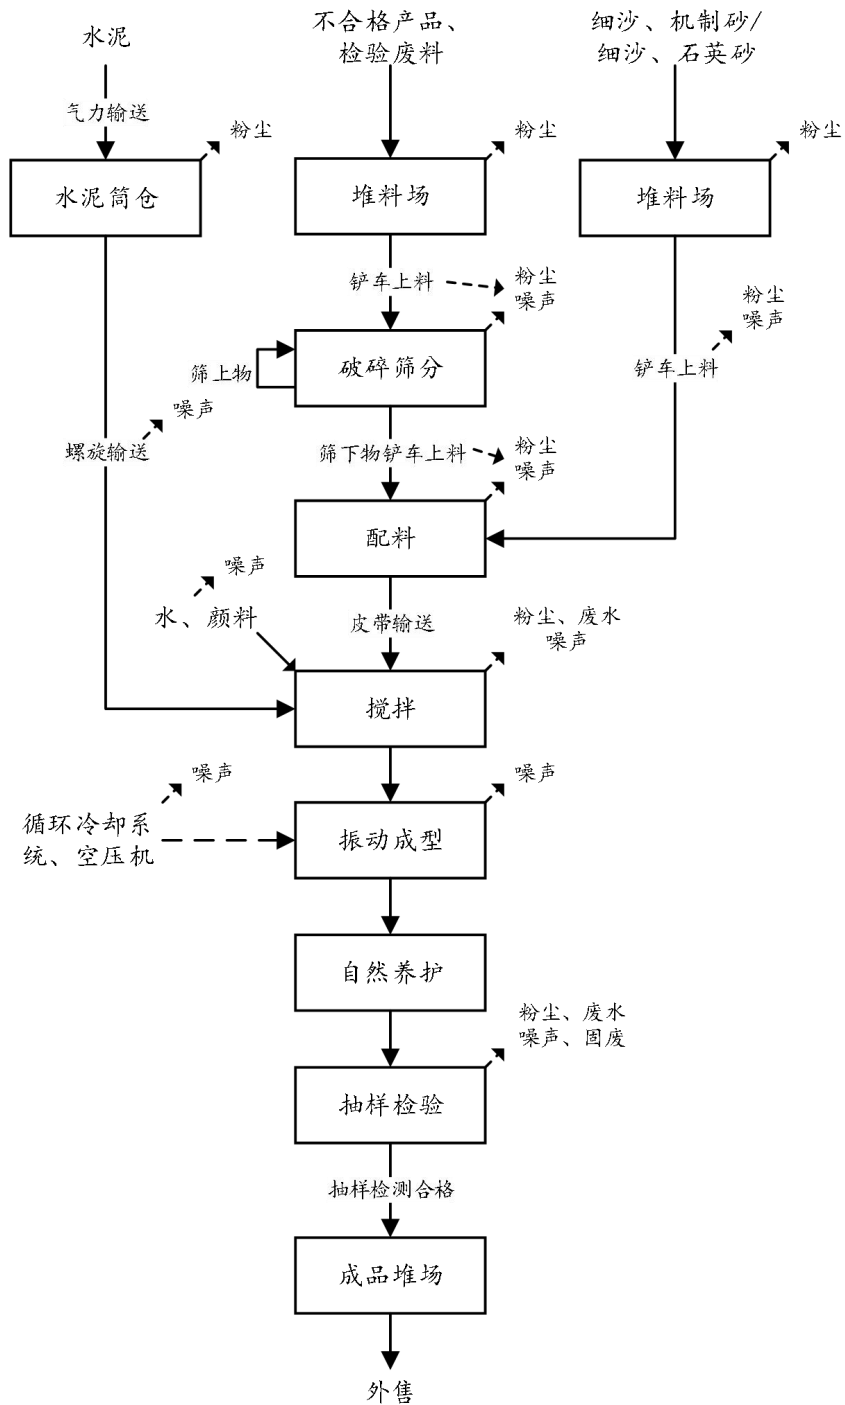 水泥
不合格产品、
检验废料
细沙、机制砂/
细沙、石英砂
气力输送
粉尘
粉尘
粉尘
水泥筒仓
堆料场
堆料场
铲车上料
粉尘
噪声
粉尘
噪声
筛上物
破碎筛分
铲车上料
噪声
螺旋输送
筛下物铲车上料
粉尘
噪声
配料
噪声
水、颜料
皮带输送
粉尘、废水
噪声
搅拌
噪声
噪声
循环冷却系
统、空压机
振动成型
自然养护
粉尘、废水
噪声、固废
抽样检验
抽样检测合格
成品堆场
外售